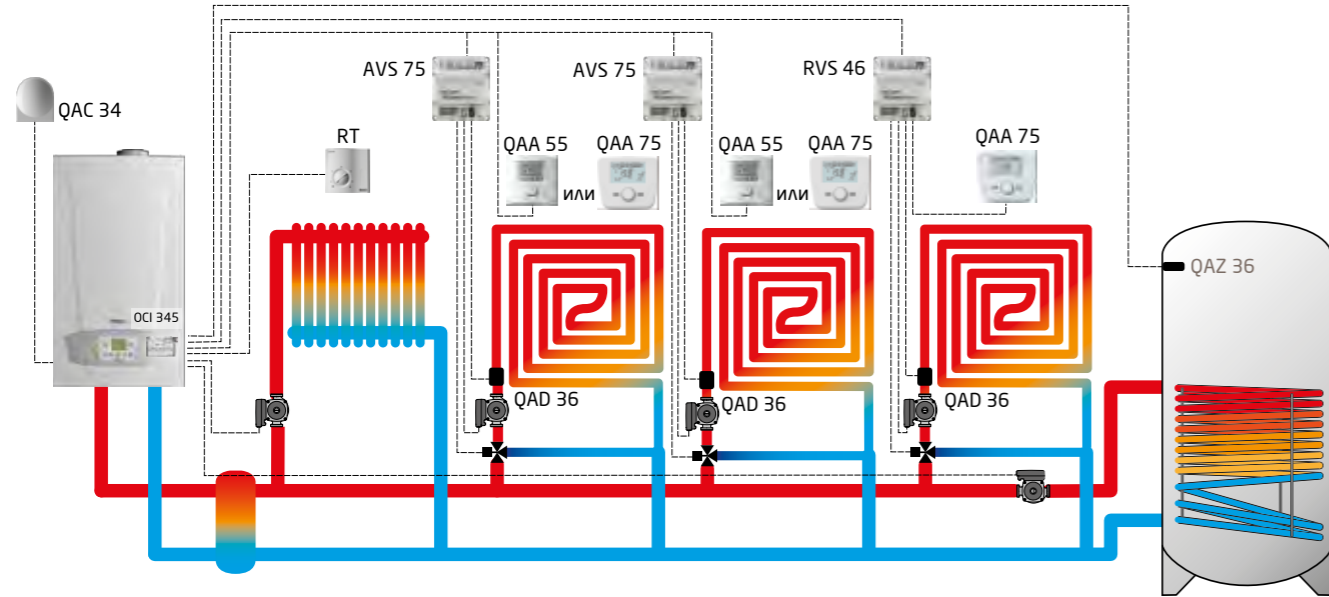 AVS 75
AVS 75
RVS 46
QAC 34
RT
QAA 55
QAA 75
QAA 55
QAA 75
QAA 75
или
или
QAZ 36
OCI 345
QAD 36
QAD 36
QAD 36